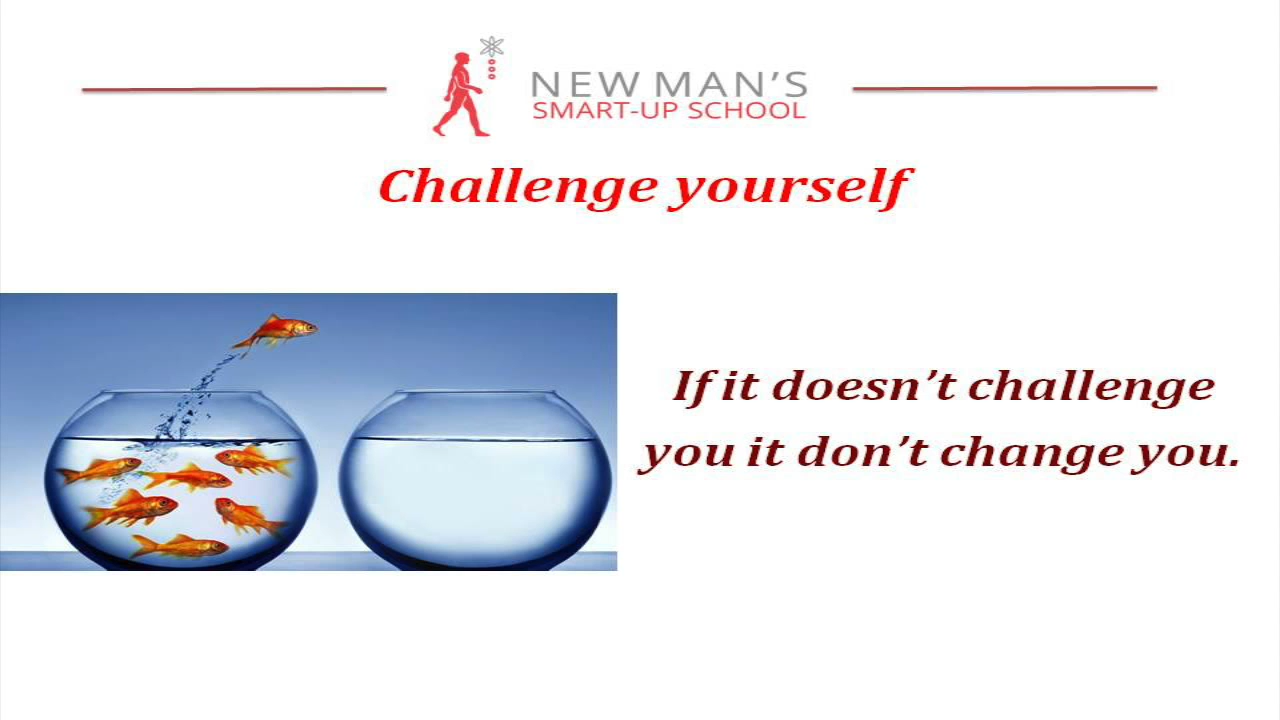 NEW MAN'S
SMART-UP SCHOOL
Challenge yourself
If it doesn't challenge
you it don't change you.